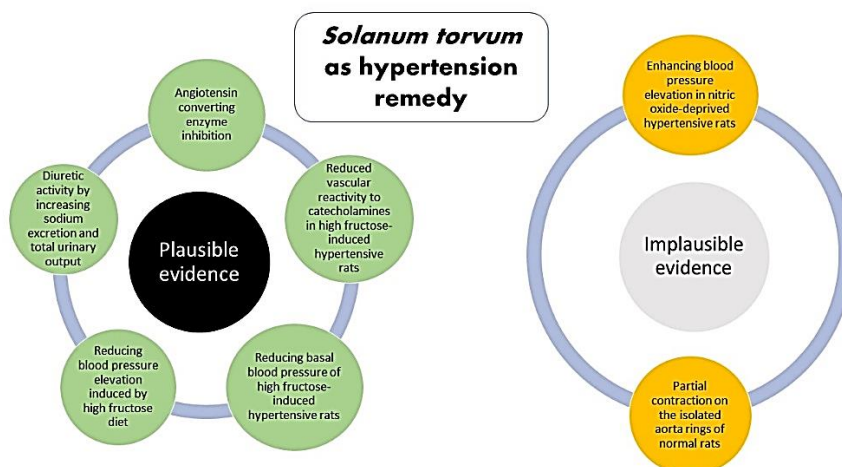 Solanum torvum
as hypertension
remedy
Angiotensin
converting
enzyme
inhibition
Diuretic activity by
increasing
sodium
excretion and
total urinary
output
Reduced
vascular
reactivity to
catecholamines
in high fructose-
induced
hypertensive
rats
Plausible
evidence
Reducing
blood pressure
elevation
induced by
high fructose
diet
Reducing basal
blood pressure of
high fructose-
induced
hypertensive rats
Enhancing blood
pressure
elevation in nitric
oxide-deprived
hypertensive rats
Implausible
evidence
Partial
contraction on
the isolated
aorta rings of
normal rats